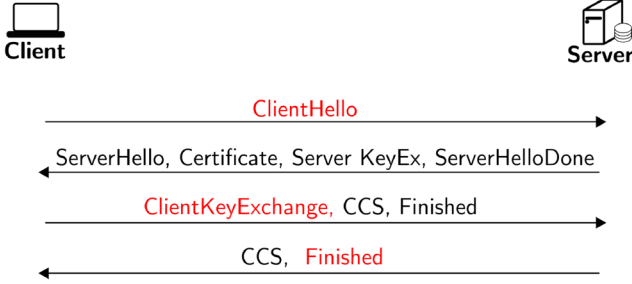 Client
Server
ClientHello
ServerHello, Certificate, Server KeyEx, ServerHelloDone
ClientKeyExchange, CCS, Finished
CCS, Finished